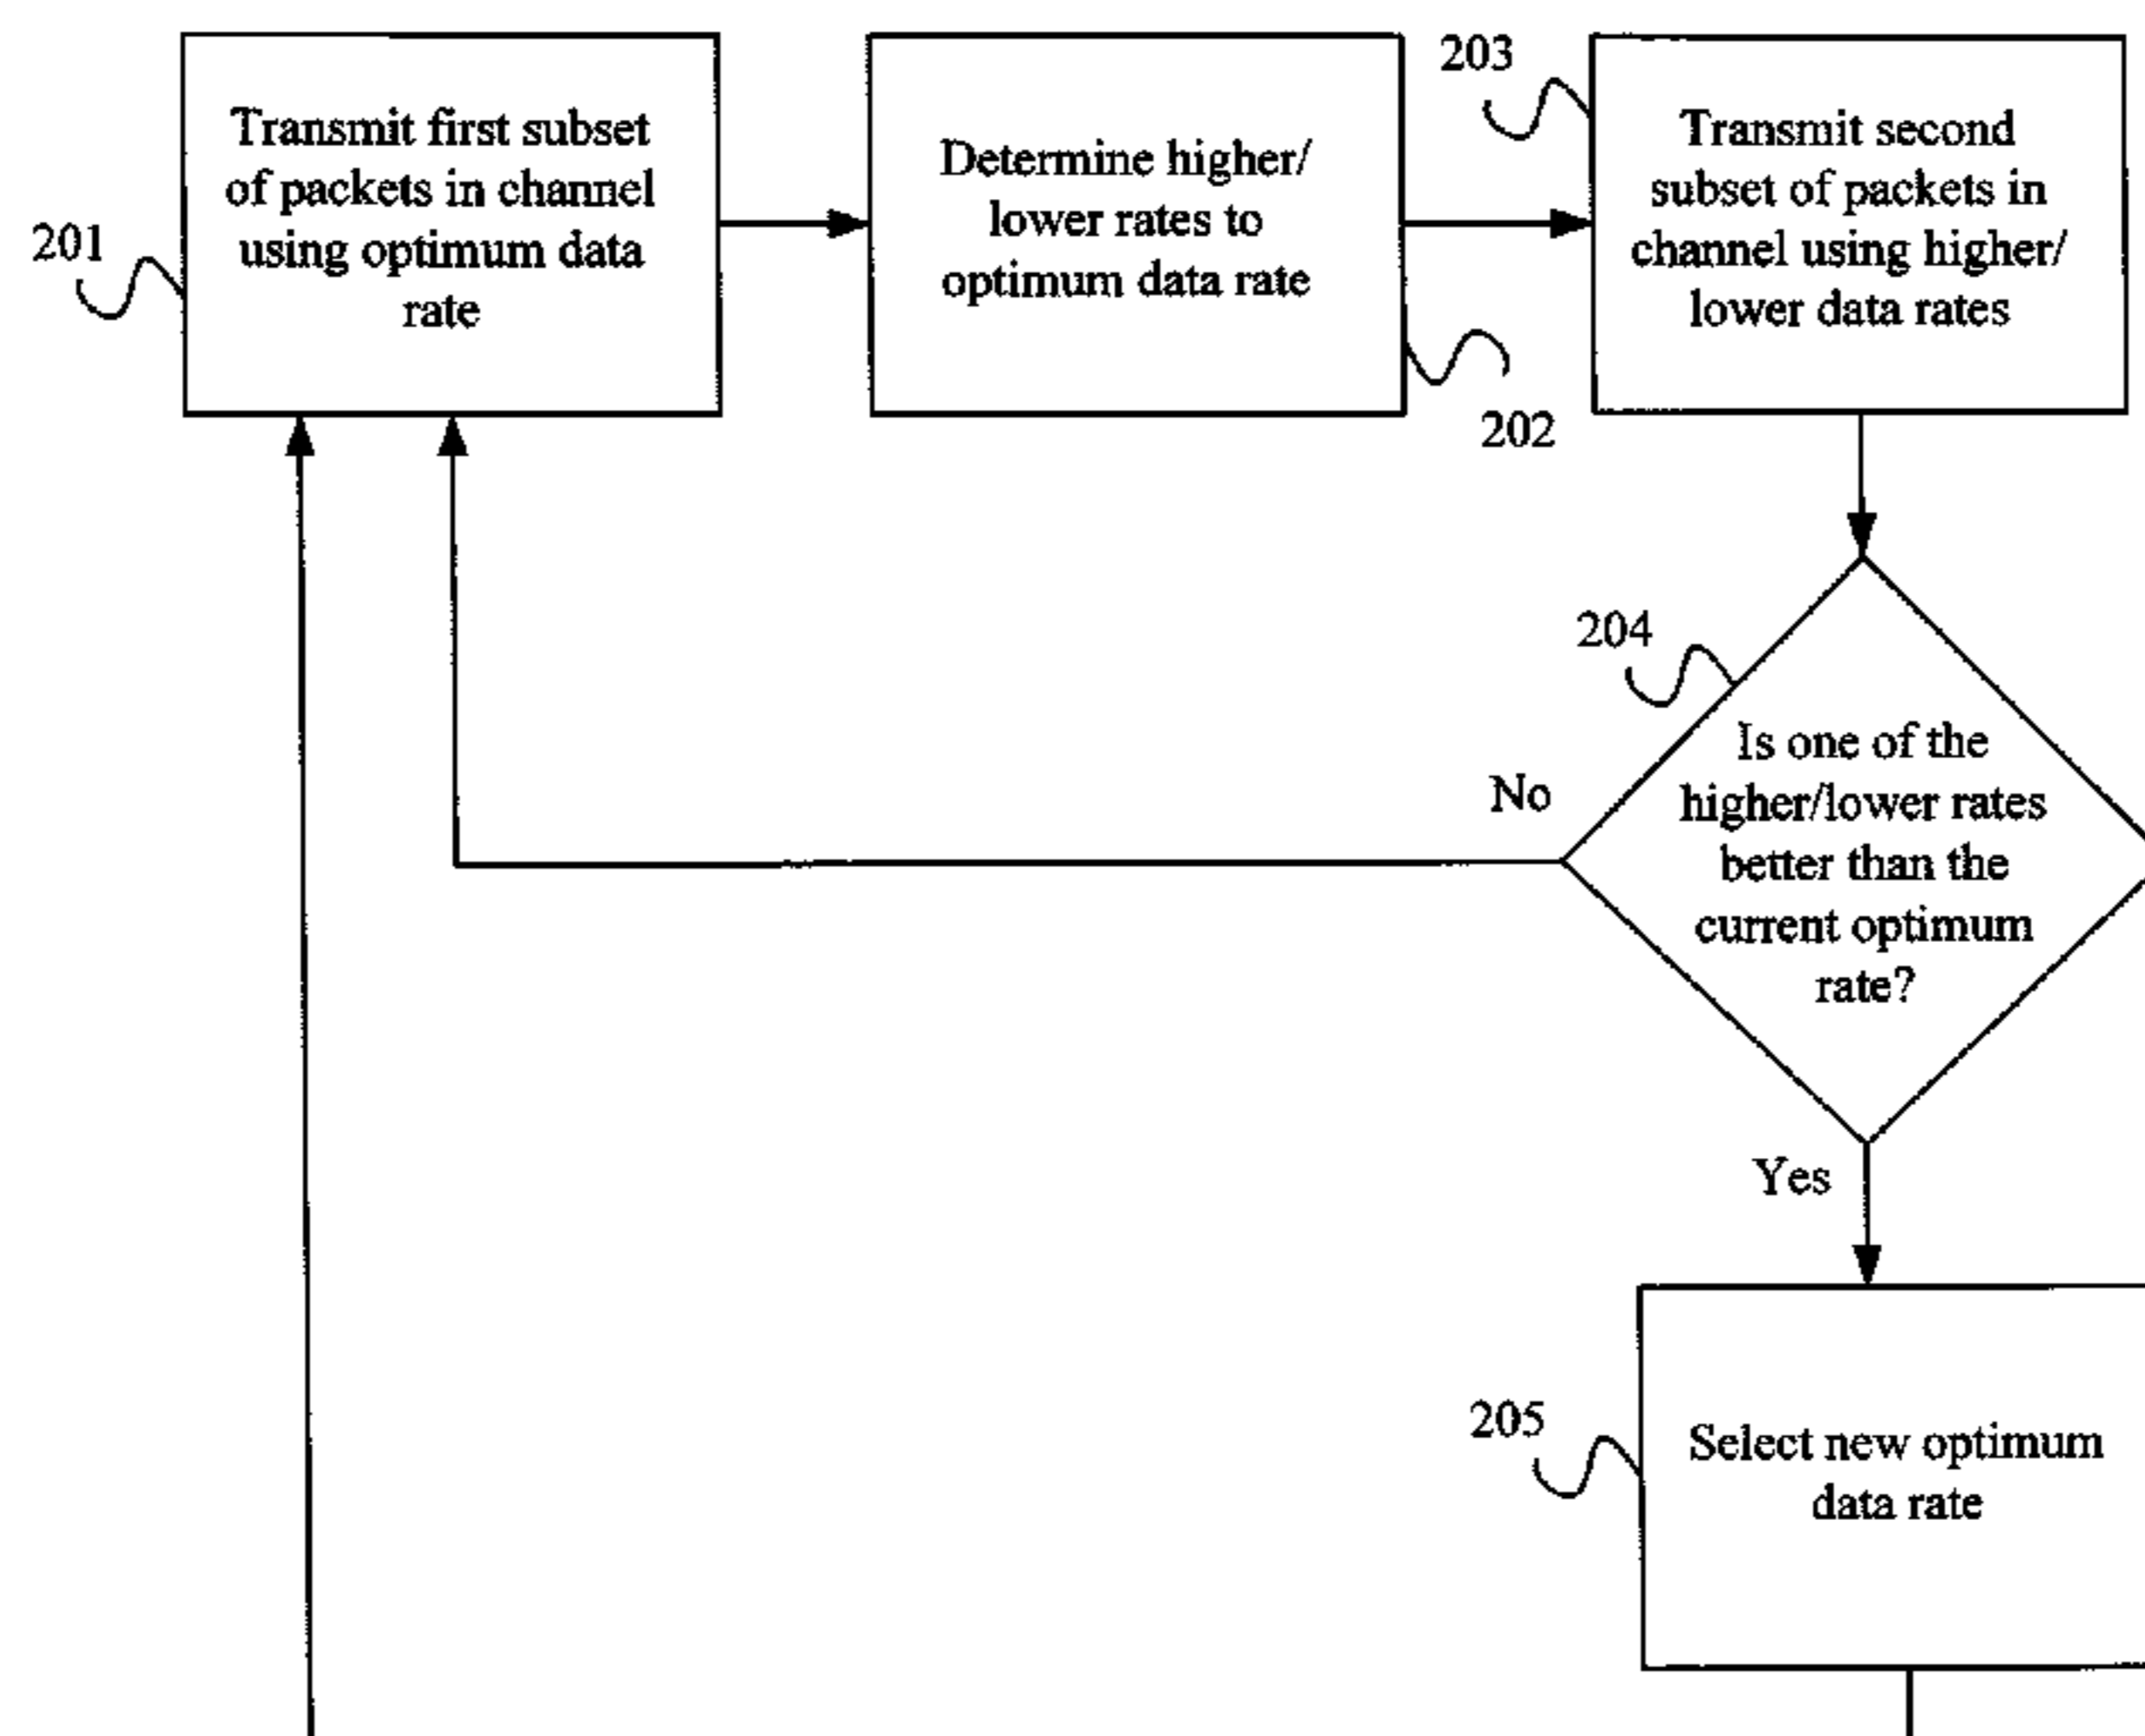 Transmit first subset
of packets in channel
using optimum data
rate
201
Determine higher/
lower rates to
optimum data rate
202
203
Transmit second
subset of packets in
channel using higher/
lower data rates
204
Is one of the
higher/lower rates
better than the
current optimum
rate?
No
Yes
205
Select new optimum
data rate